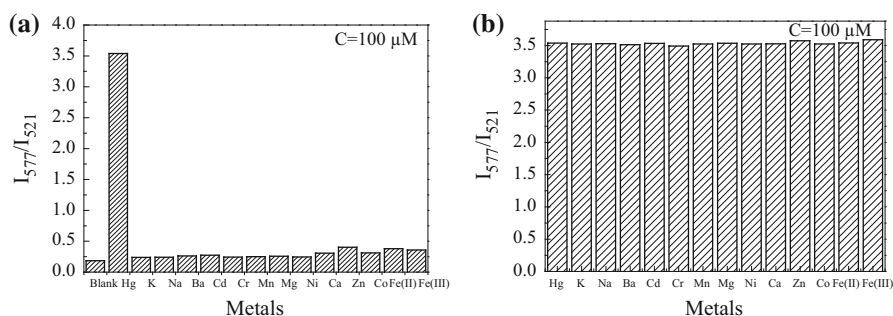 (a)
C=100 µM
4.0
3.5
3.0
2.5
2.0
1.5
1.0
0.5
0.0
I577/I521
Blank Hg K Na Ba Cd Cr Mn Mg Ni Ca Zn Co Fe(II) Fe(III)
Metals
(b)
C=100 µM
3.5
3.0
2.5
2.0
1.5
1.0
0.5
0.0
I577/I521
Hg K Na Ba Cd Cr Mn Mg Ni Ca Zn Co Fe(II) Fe(III)
Metals